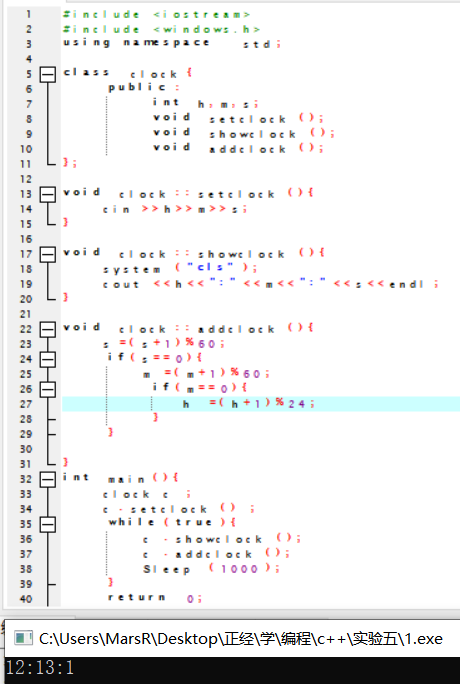 1 #include <iostream>
2 #include <windows.h>
3 using namespace std;
4
5 class clock{
6 public:
7 int h,m,s;
8 void setclock();
9 void showclock();
10 void addclock();
11 };
12
13 void clock::setclock(){
14 cin>>h>>m>>s;
15 }
16
17 void clock::showclock(){
18 system("cls");
19 cout<<h<<":"<<m<<":"<<s<<endl;
20 }
21
22 void clock::addclock(){
23 s=(s+1)%60;
24 if(s==0){
25 m=(m+1)%60;
26 if(m==0){
27 h=(h+1)%24;
28 }
29 }
30
31 }
32 int main(){
33 clock c;
34 c.setclock();
35 while(true){
36 c.showclock();
37 c.addclock();
38 Sleep(1000);
39 }
40 return 0;
C:\Users\MarsR\Desktop\正经\学\编程\c++\实验五\1.exe
12:13:1